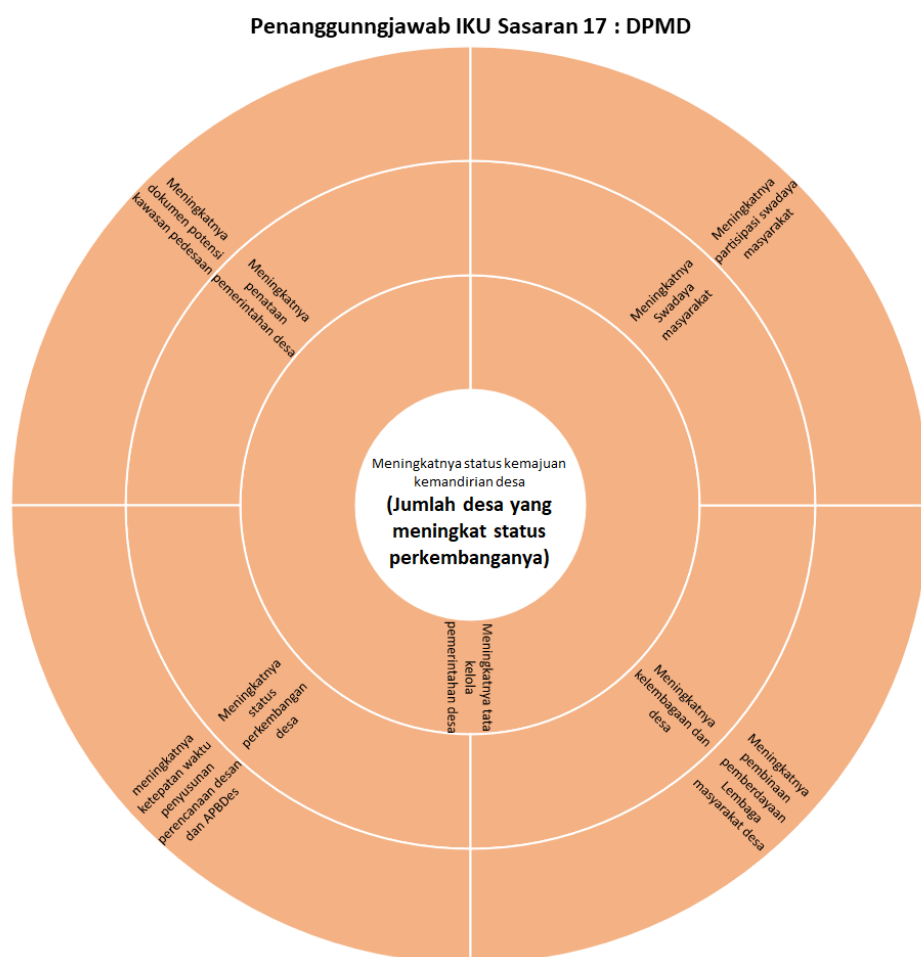 Penanggunngjawab IKU Sasaran 17 : DPMD
Meningkatnya
dokumen potensi
kawasan pedesaan
Meningkatnya
penataan
pemerintahan desa
Meningkatnya
partisipasi swadaya
masyarakat
Meningkatnya
Swadaya
masyarakat
Meningkatnya status kemajuan
kemandirian desa
(Jumlah desa yang
meningkat status
perkembanganya)
Meningkatnya tata
kelola
pemerintahan desa
Meningkatnya
status
perkembangan
desa
meningkatnya
ketepatan waktu
penyusunan
perencanaan desan
dan APBDes
Meningkatnya
kelembagaan dan
desa
Meningkatnya
pembinaan
pemberdayaan
Lembaga
masyarakat desa